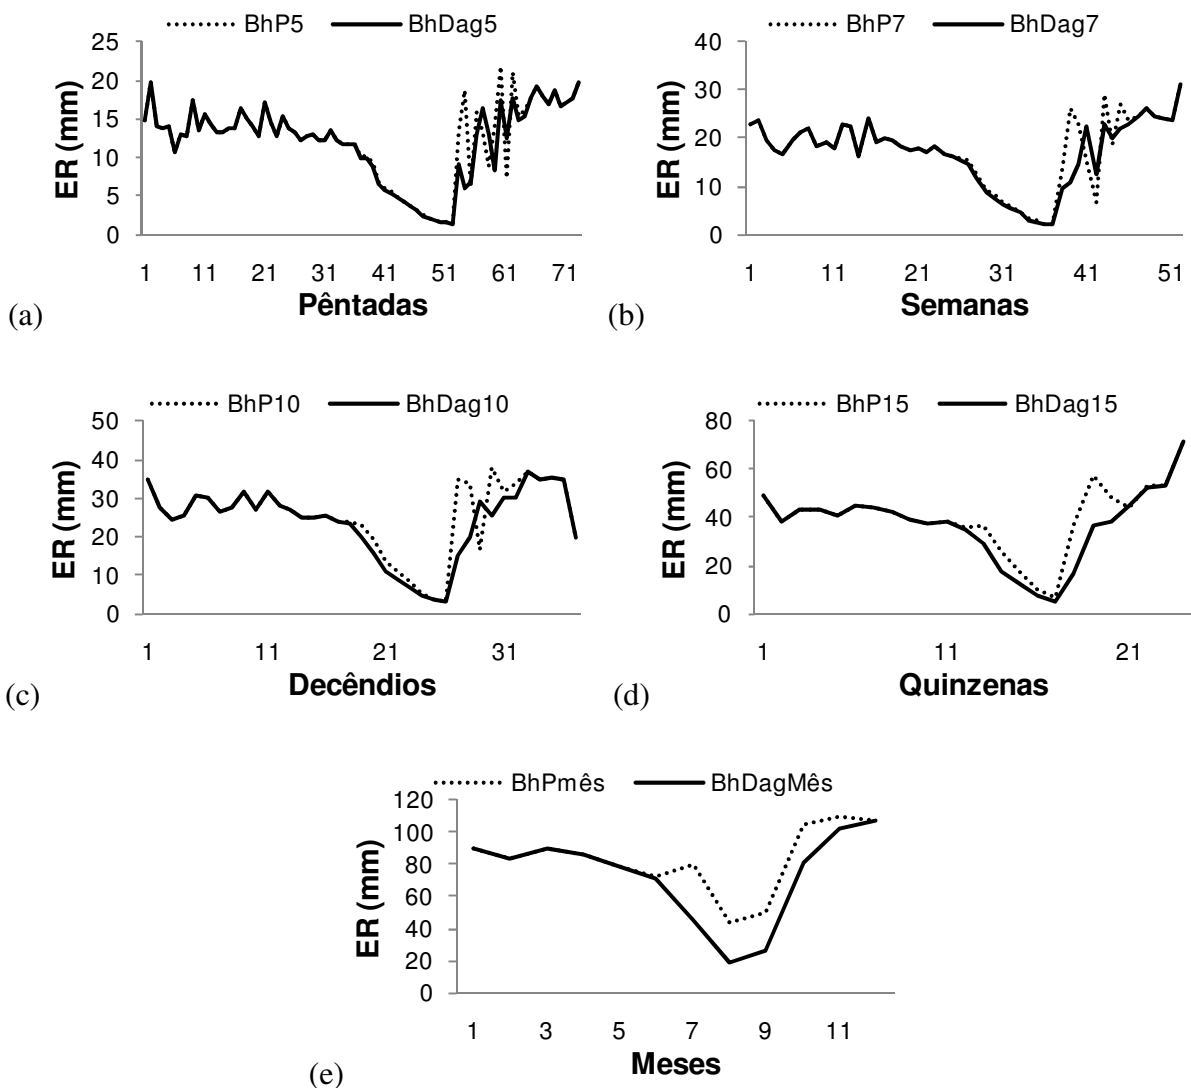 BhP5 BhDag5
25
20
15
10
5
0
ER (mm)
1 11 21 31 41 51 61 71
Pêntadas
(a)
BhP7 BhDag7
40
30
20
10
0
ER (mm)
1 11 21 31 41 51
Semanas
(b)
BhP10 BhDag10
50
40
30
20
10
0
ER (mm)
1 11 21 31
Decêndios
(c)
BhP15 BhDag15
80
60
40
20
0
ER (mm)
1 11 21
Quinzenas
(d)
BhPmês BhDagMês
120
100
80
60
40
20
0
ER (mm)
1 3 5 7 9 11
Meses
(e)